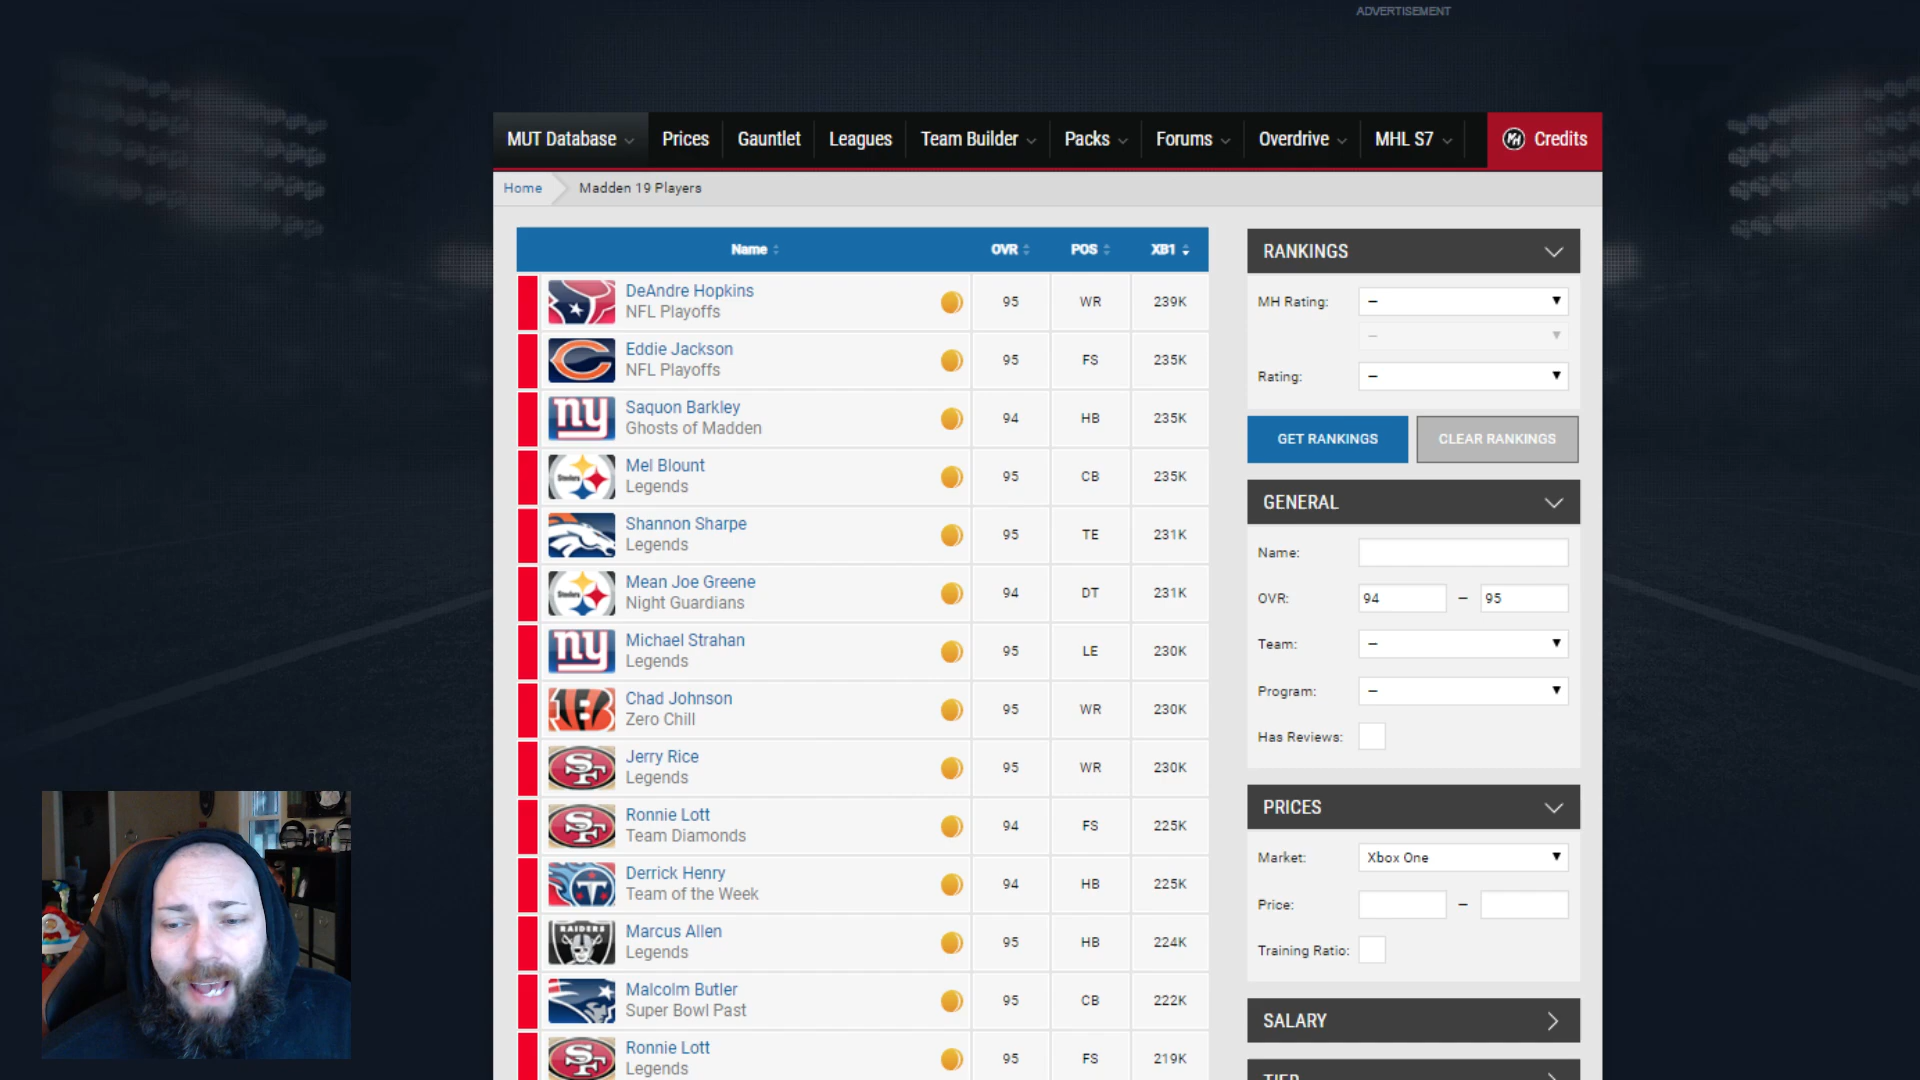 ADVERTISEMENT
MUT Database Prices Gauntlet Leagues Team Builder Packs Forums Overdrive MHL S7 Credits
Home Madden 19 Players
Name OVR POS XB1
DeAndre Hopkins
NFL Playoffs
95 WR 239K
Eddie Jackson
NFL Playoffs
95 FS 235K
Saquon Barkley
Ghosts of Madden
94 HB 235K
Steelers
Mel Blount
Legends
95 CB 235K
Shannon Sharpe
Legends
95 TE 231K
Steelers
Mean Joe Greene
Night Guardians
94 DT 231K
Michael Strahan
Legends
95 LE 230K
Chad Johnson
Zero Chill
95 WR 230K
Jerry Rice
Legends
95 WR 230K
Ronnie Lott
Team Diamonds
94 FS 225K
Derrick Henry
Team of the Week
94 HB 225K
RAIDERS
Marcus Allen
Legends
95 HB 224K
Malcolm Butler
Super Bowl Past
95 CB 222K
Ronnie Lott
Legends
95 FS 219K
RANKINGS
MH Rating: –
–
Rating: –
GET RANKINGS CLEAR RANKINGS
GENERAL
Name:
OVR: 94 – 95
Team: –
Program: –
Has Reviews:
PRICES
Market: Xbox One
Price: –
Training Ratio:
SALARY
TIER